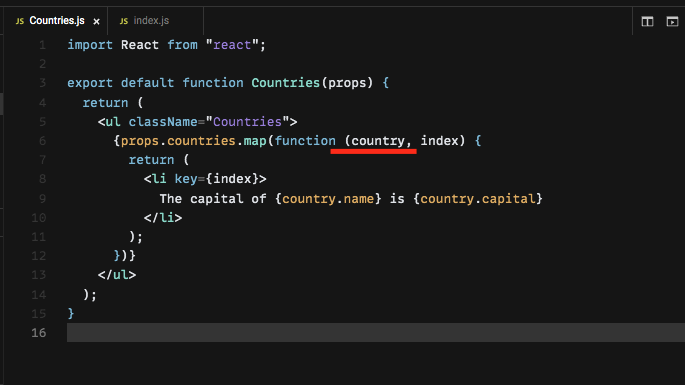 JS Countries.js × JS index.js
1 import React from "react";
2
3 export default function Countries(props) {
4   return (
5     <ul className="Countries">
6       {props.countries.map(function (country, index) {
7         return (
8           <li key={index}>
9             The capital of {country.name} is {country.capital}
10           </li>
11         );
12       })}
13     </ul>
14   );
15 }
16